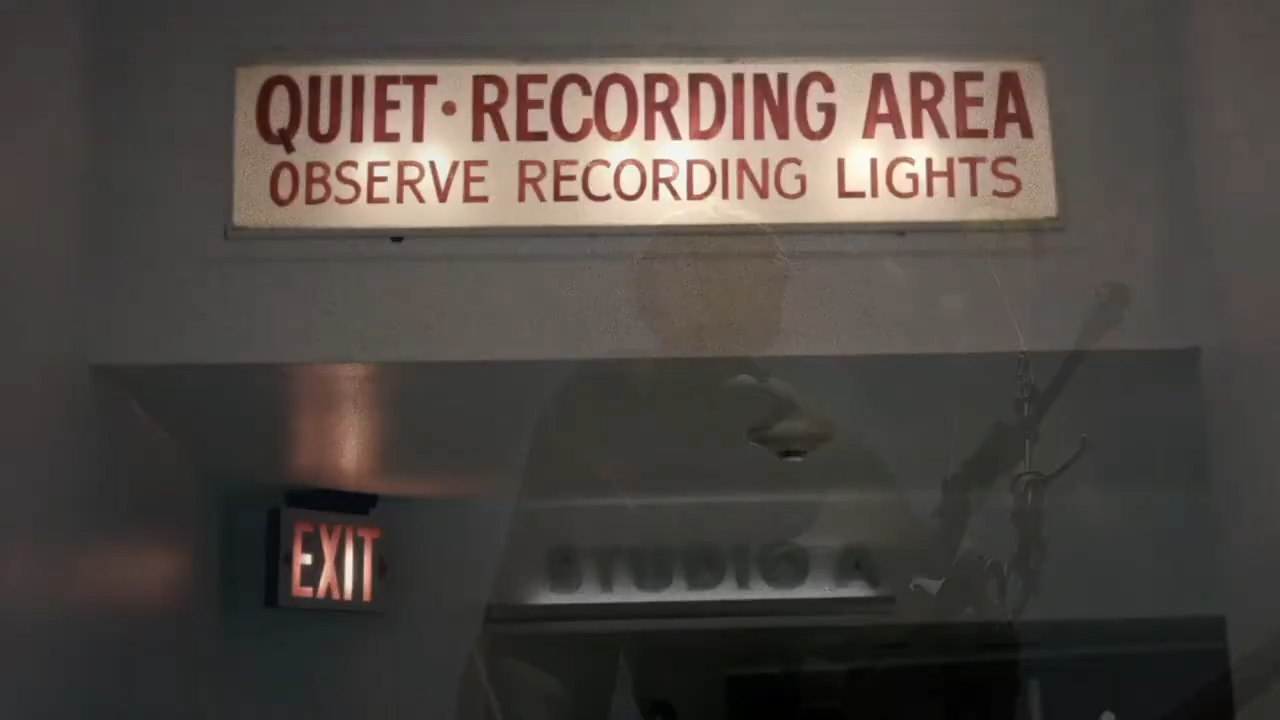 QUIET · RECORDING AREA
OBSERVE RECORDING LIGHTS
EXIT
STUDIO A